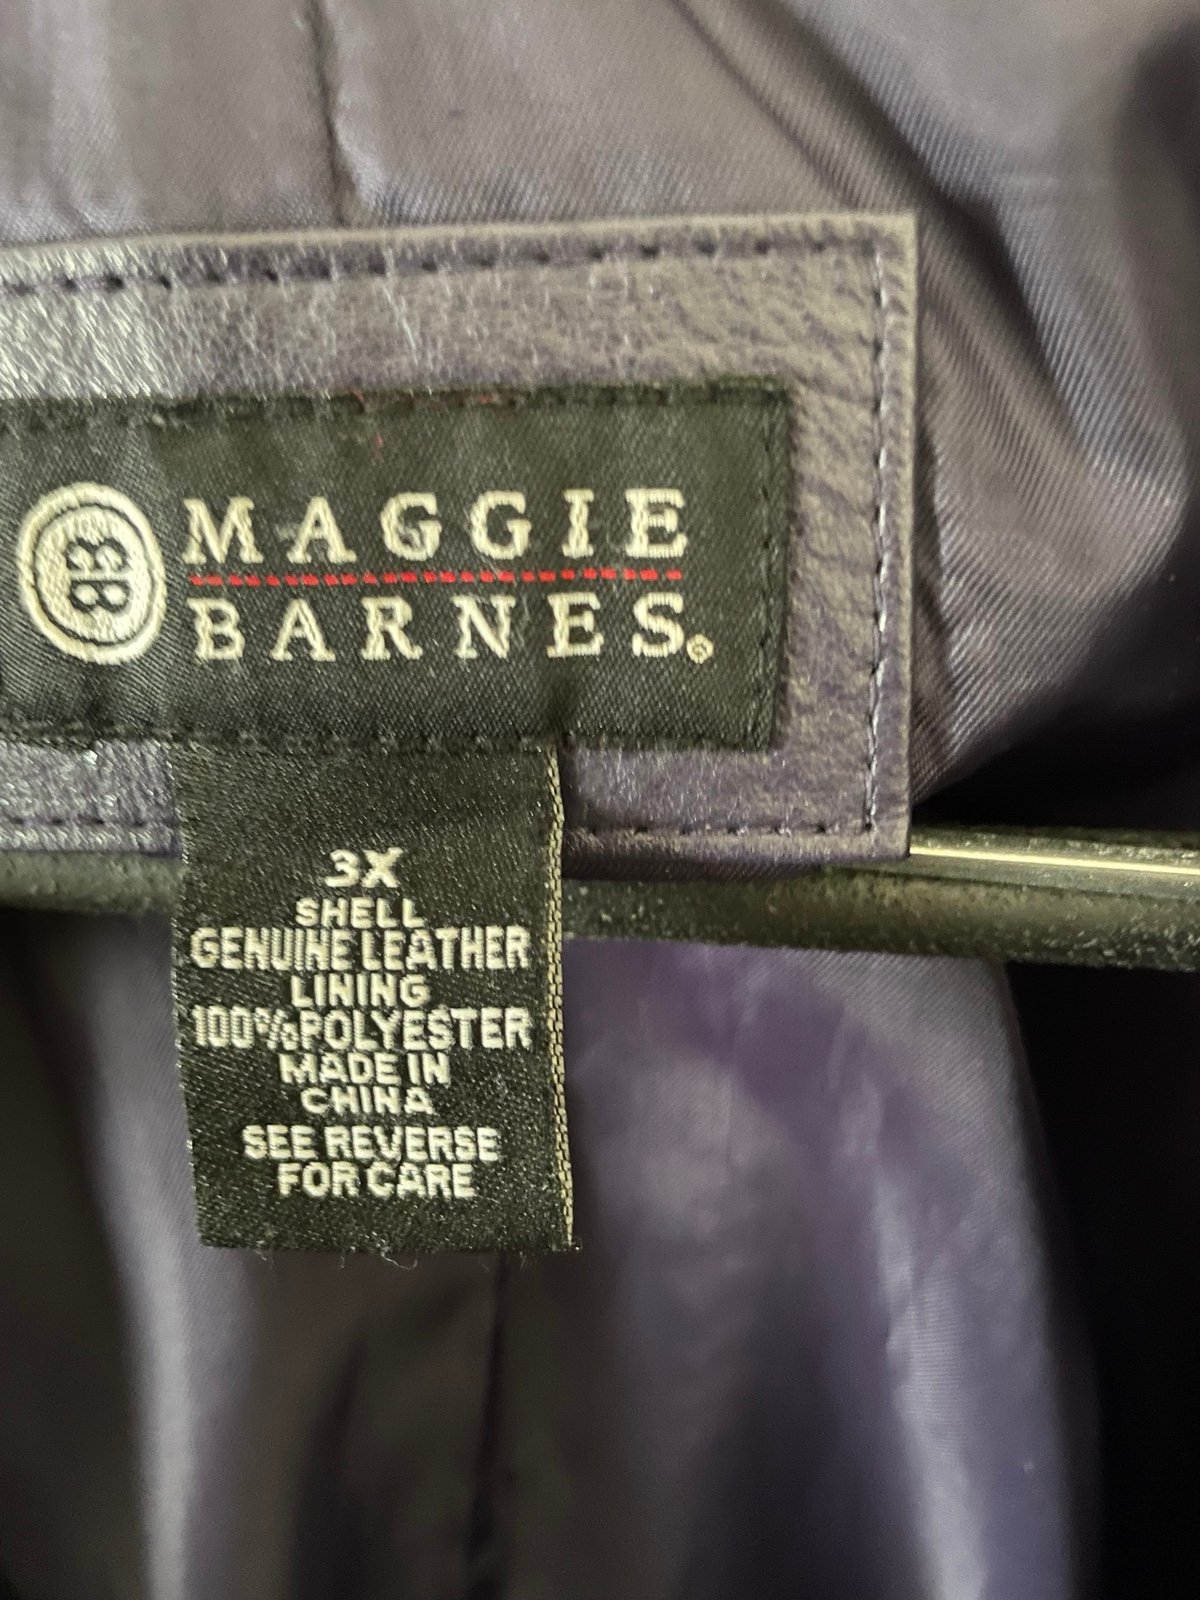 MAGGIE
BARNES®
3X
SHELL
GENUINE LEATHER
LINING
100% POLYESTER
MADE IN
CHINA
SEE REVERSE
FOR CARE